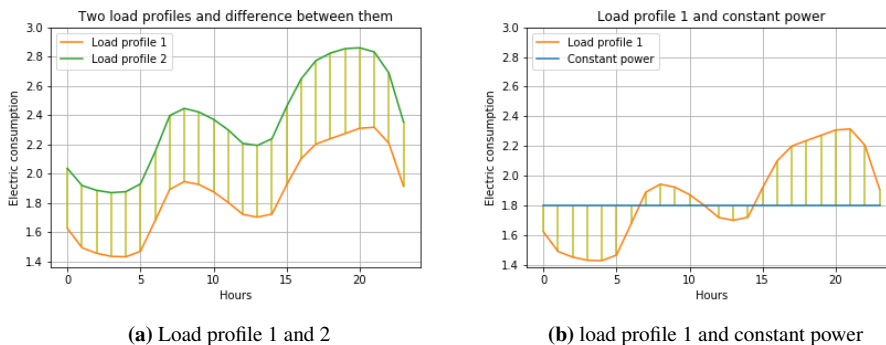 Two load profiles and difference between them
Load profile 1
Load profile 2
Electric consumption
3.0
2.8
2.6
2.4
2.2
2.0
1.8
1.6
1.4
0 5 10 15 20
Hours
(a) Load profile 1 and 2
Load profile 1 and constant power
Load profile 1
Constant power
Electric consumption
3.0
2.8
2.6
2.4
2.2
2.0
1.8
1.6
1.4
0 5 10 15 20
Hours
(b) load profile 1 and constant power